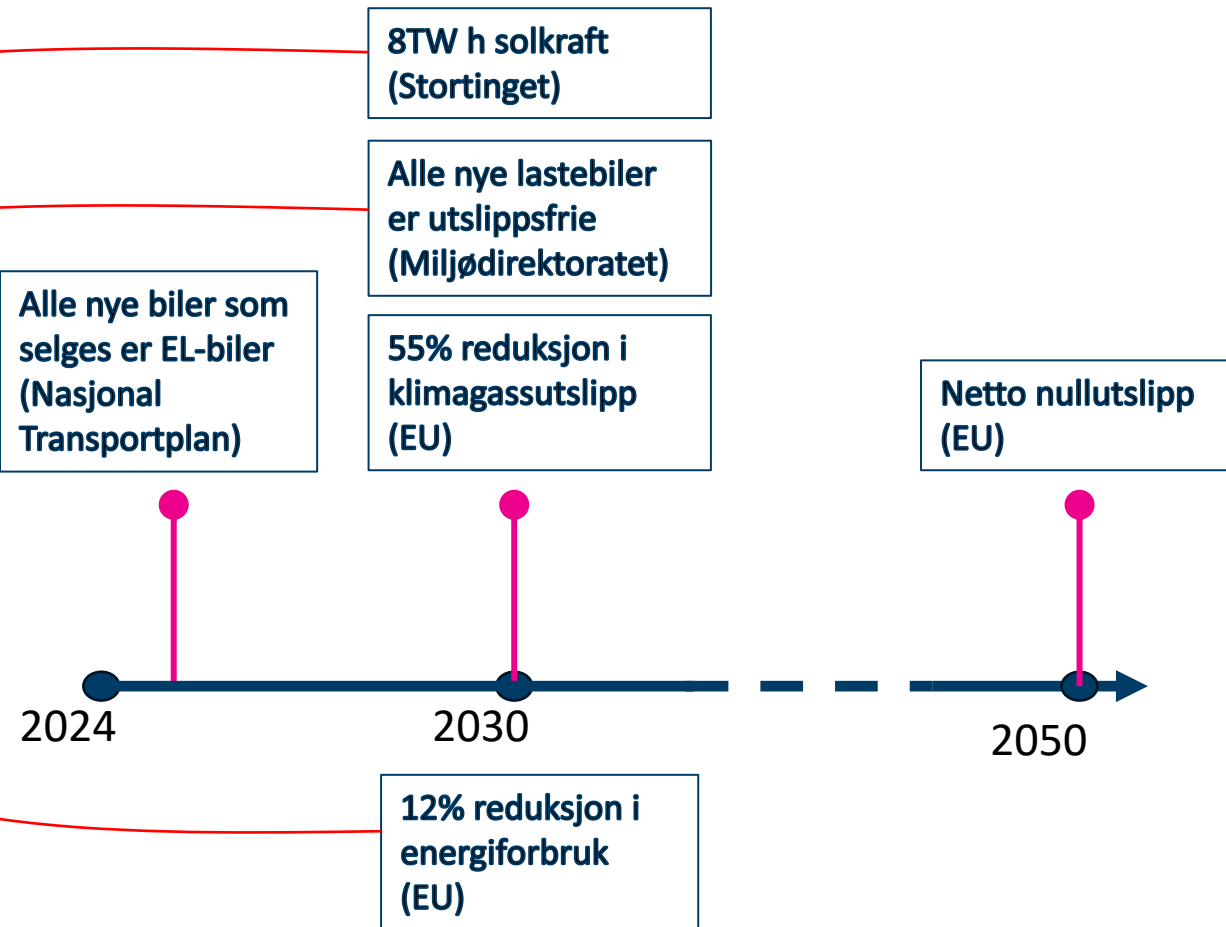 8TW h solkraft
(Stortinget)
Alle nye lastebiler
er utslippsfrie
(Miljødirektoratet)
Alle nye biler som
selges er EL-biler
(Nasjonal
Transportplan)
55% reduksjon i
klimagassutslipp
(EU)
Netto nullutslipp
(EU)
2024
2030
2050
12% reduksjon i
energiforbruk
(EU)